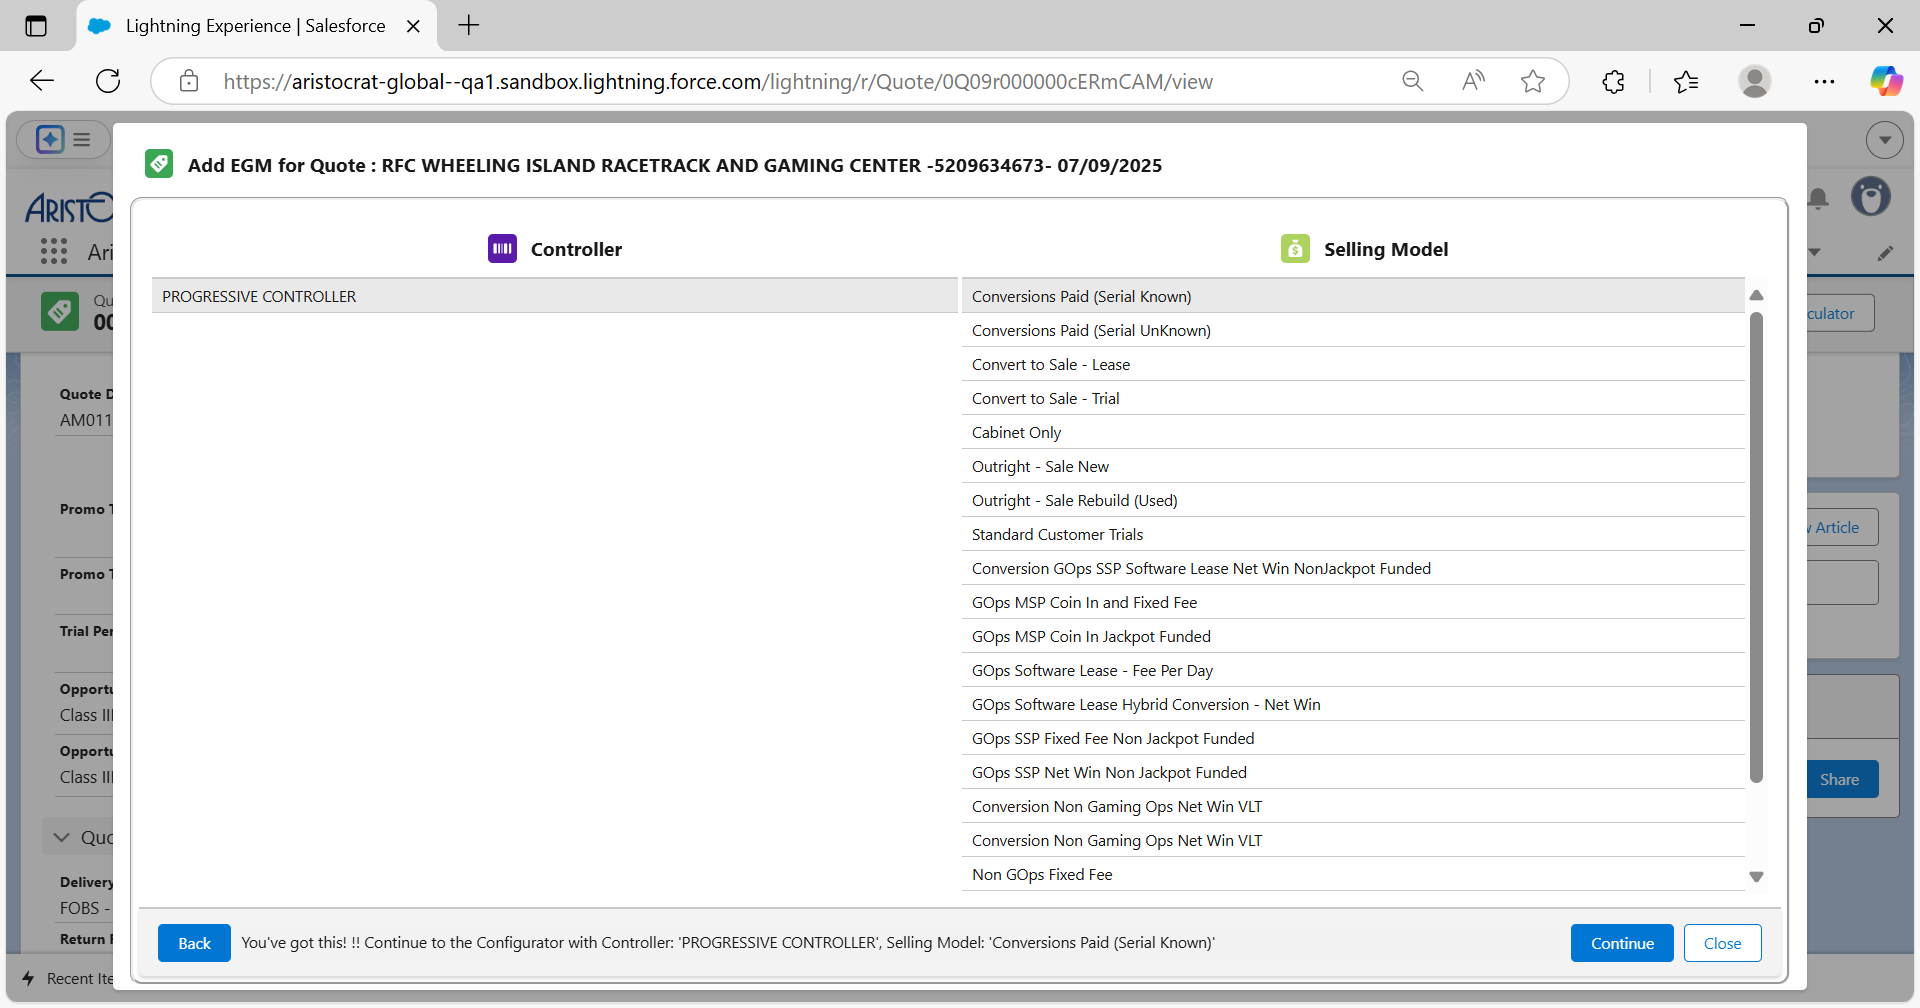 Lightning Experience | Salesforce
https://aristocrat-global--qa1.sandbox.lightning.force.com/lightning/r/Quote/0Q09r000000cERmCAM/view
Add EGM for Quote : RFC WHEELING ISLAND RACETRACK AND GAMING CENTER -5209634673- 07/09/2025
Controller
PROGRESSIVE CONTROLLER
Selling Model
Conversions Paid (Serial Known)
Conversions Paid (Serial UnKnown)
Convert to Sale - Lease
Convert to Sale - Trial
Cabinet Only
Outright - Sale New
Outright - Sale Rebuild (Used)
Standard Customer Trials
Conversion GOps SSP Software Lease Net Win NonJackpot Funded
GOps MSP Coin In and Fixed Fee
GOps MSP Coin In Jackpot Funded
GOps Software Lease - Fee Per Day
GOps Software Lease Hybrid Conversion - Net Win
GOps SSP Fixed Fee Non Jackpot Funded
GOps SSP Net Win Non Jackpot Funded
Conversion Non Gaming Ops Net Win VLT
Conversion Non Gaming Ops Net Win VLT
Non GOps Fixed Fee
Back
You've got this! !! Continue to the Configurator with Controller: 'PROGRESSIVE CONTROLLER', Selling Model: 'Conversions Paid (Serial Known)'
Continue
Close
ARISTO
Ari
Qu
00
Quote D
AM011
Promo T
Promo T
Trial Per
Opportu
Class III
Opportu
Class III
Quo
Delivery
FOBS -
Return
Recent Ite
culator
Article
Share